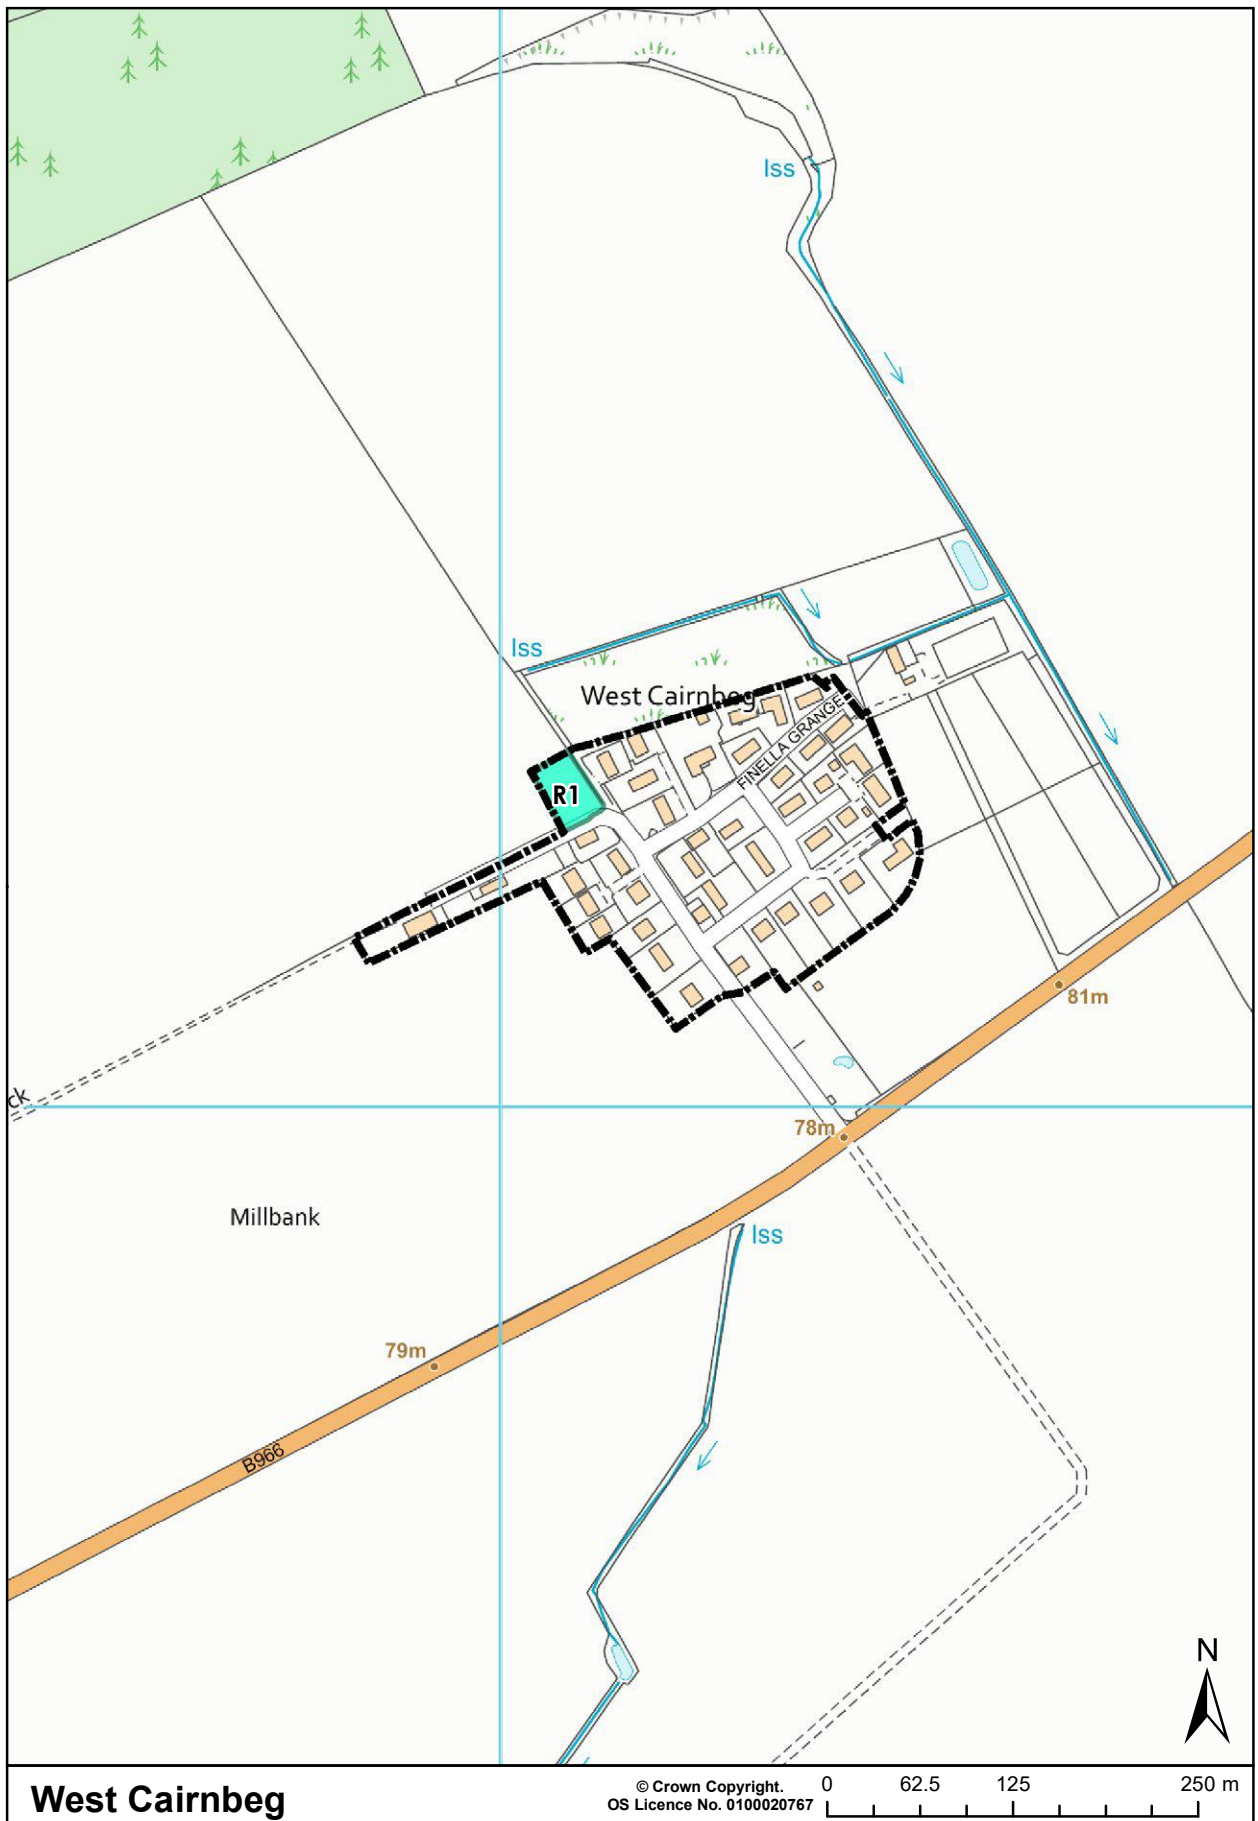 Iss
Iss
West Cairnbeg
FINELLA GRANGE
R1
81m
ck
78m
Millbank
Iss
79m
B966
N
West Cairnbeg
© Crown Copyright.
OS Licence No. 0100020767
0 62.5 125 250 m